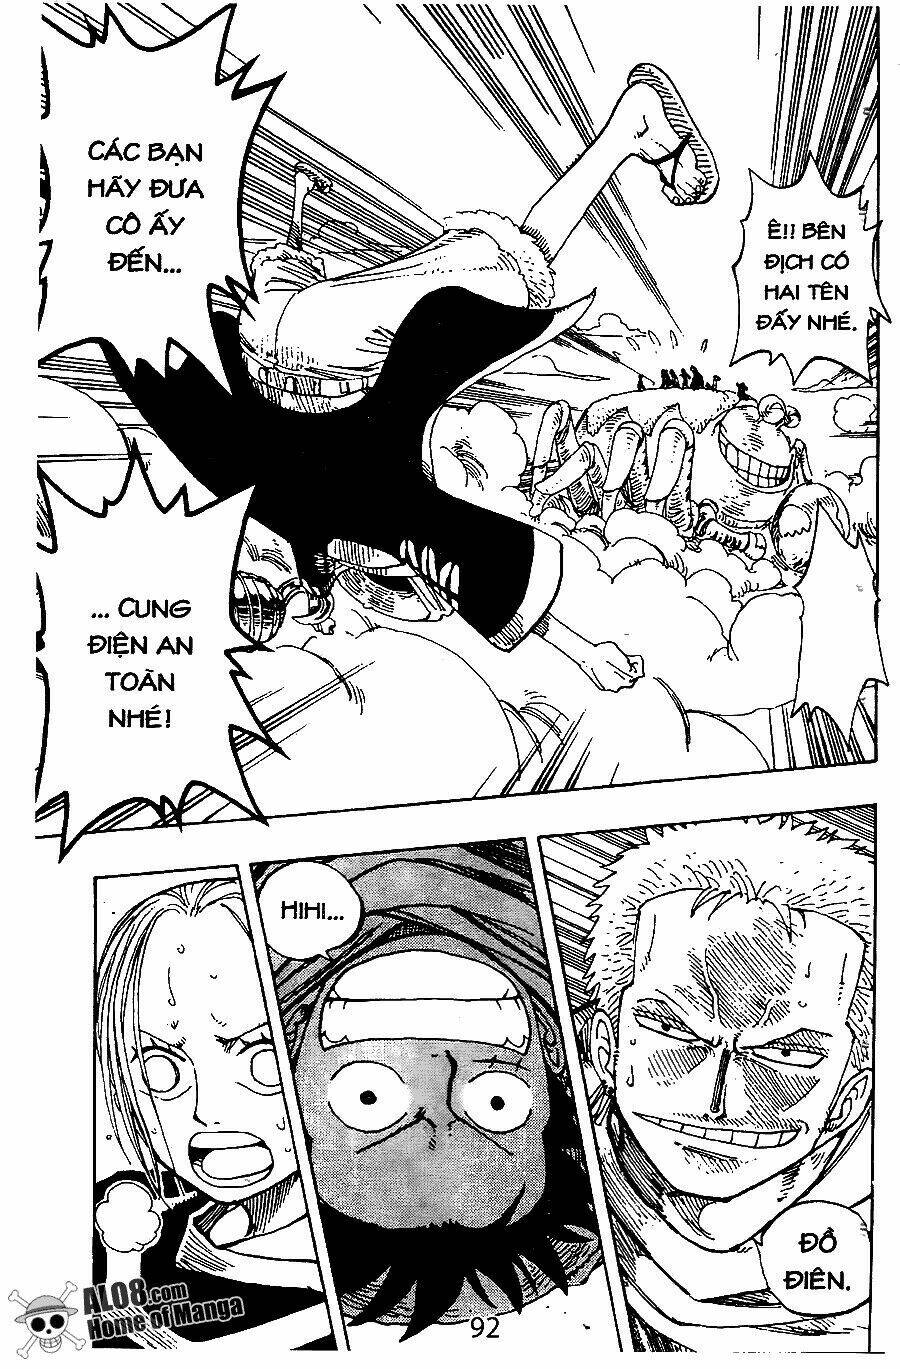 Ê!! BÊN
ĐỊCH CÓ
HAI TÊN
ĐẤY NHÉ.
CÁC BẠN
HÃY ĐƯA
CÔ ẤY
ĐẾN...
... CUNG
ĐIỆN AN
TOÀN
NHÉ!
ĐỒ
ĐIÊN.
HIHI...
ALO8.com
Home of Manga
92